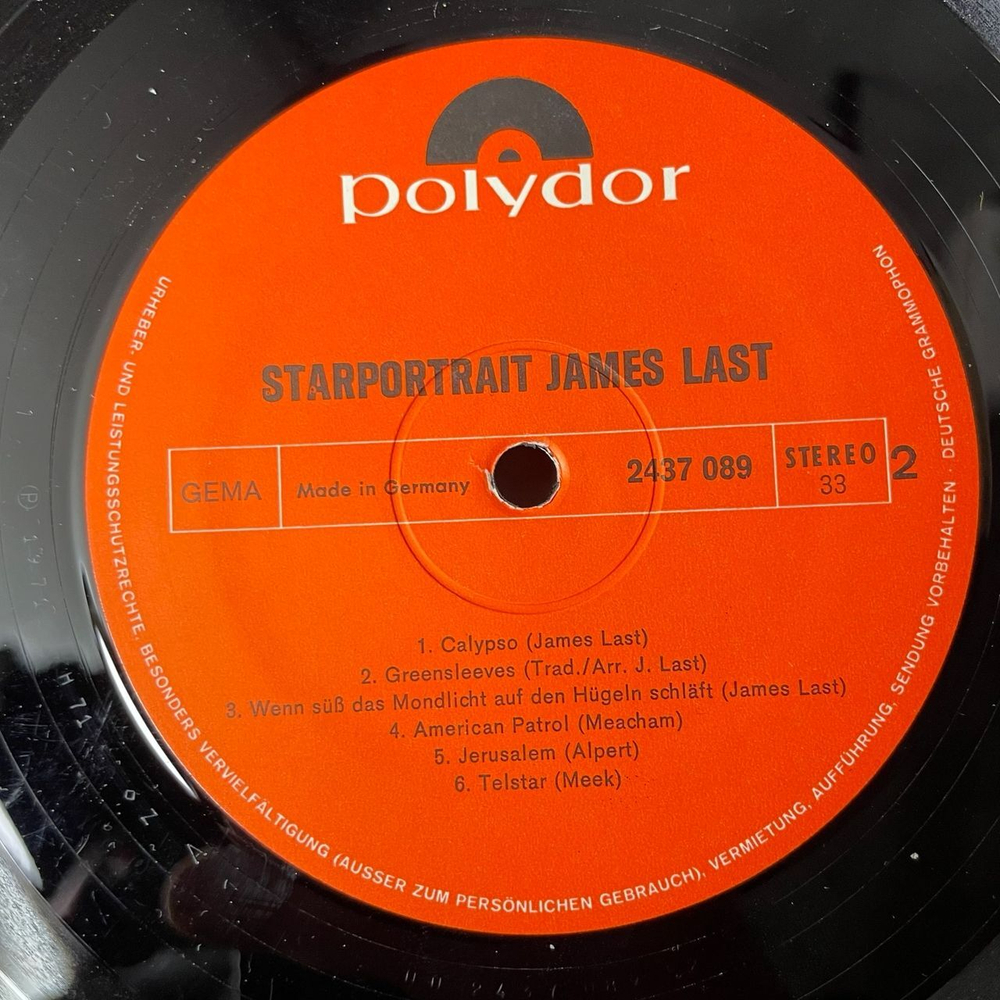 polydor
STARPORTRAIT JAMES LAST
GEMA
Made in Germany
2437 089
STEREO
33
2
1. Calypso (James Last)
2. Greensleeves (Trad./Arr. J. Last)
3. Wenn süß das Mondlicht auf den Hügeln schläft (James Last)
4. American Patrol (Meacham)
5. Jerusalem (Alpert)
6. Telstar (Meek)
URHEBER- UND LEISTUNGSSCHUTZRECHTE, BESONDERS VERVIELFÄLTIGUNG (AUSSER ZUM PERSÖNLICHEN GEBRAUCH), VERMIETUNG, AUFFÜHRUNG, SENDUNG VORBEHALTEN · DEUTSCHE GRAMMOPHON
H 71